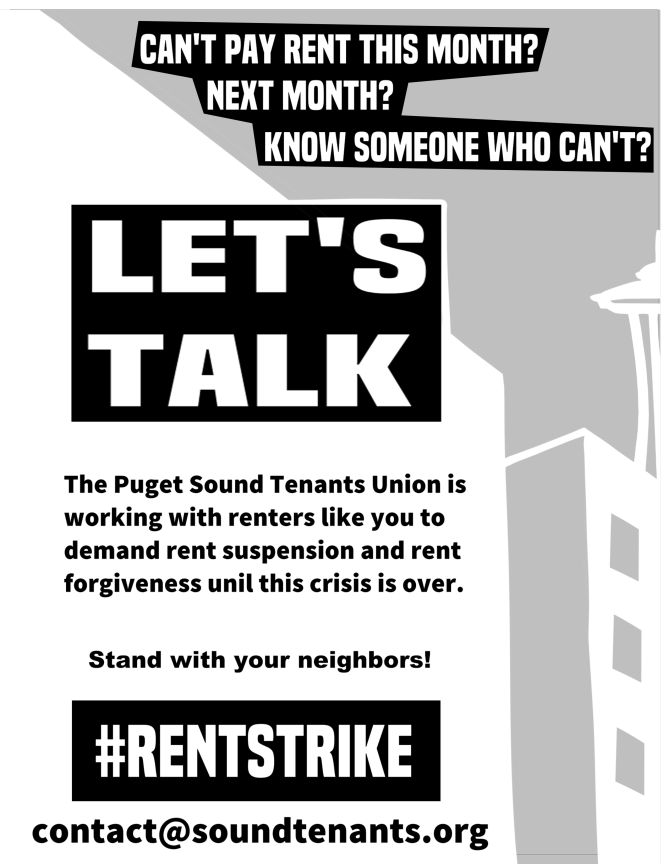 CAN'T PAY RENT THIS MONTH?
NEXT MONTH?
KNOW SOMEONE WHO CAN'T?
LET'S
TALK
The Puget Sound Tenants Union is
working with renters like you to
demand rent suspension and rent
forgiveness unil this crisis is over.
Stand with your neighbors!
#RENTSTRIKE
contact@soundtenants.org